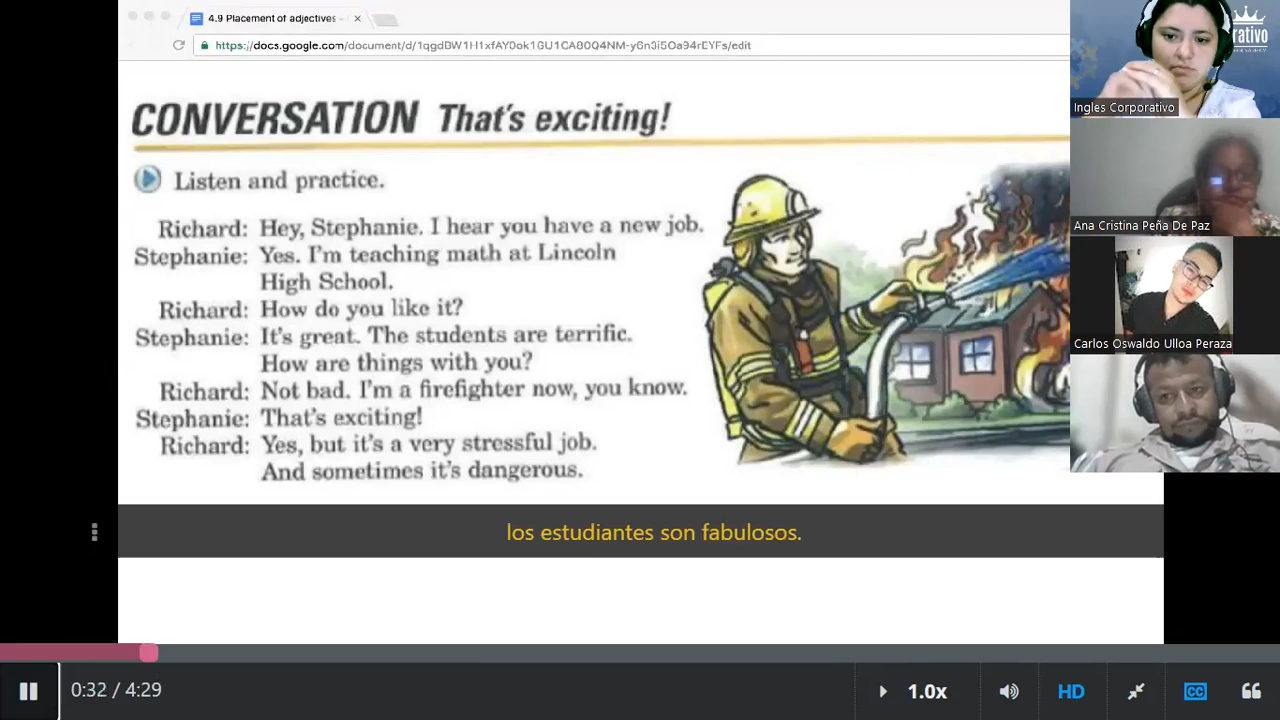 4.9 Placement of adjectives -
https://docs.google.com/document/d/1qgdBW1H1xfAY0ok1GU1CA80Q4NM-y6n3i5Oa94rEYFs/edit
CONVERSATION That's exciting!
Listen and practice.
Richard: Hey, Stephanie. I hear you have a new job.
Stephanie: Yes. I'm teaching math at Lincoln
High School.
Richard: How do you like it?
Stephanie: It's great. The students are terrific.
How are things with you?
Richard: Not bad. I'm a firefighter now, you know.
Stephanie: That's exciting!
Richard: Yes, but it's a very stressful job.
And sometimes it's dangerous.
los estudiantes son fabulosos.
rativo
Ingles Corporativo
Ana Cristina Peña De Paz
Carlos Oswaldo Ulloa Peraza
0:32 / 4:29
1.0x
HD
CC